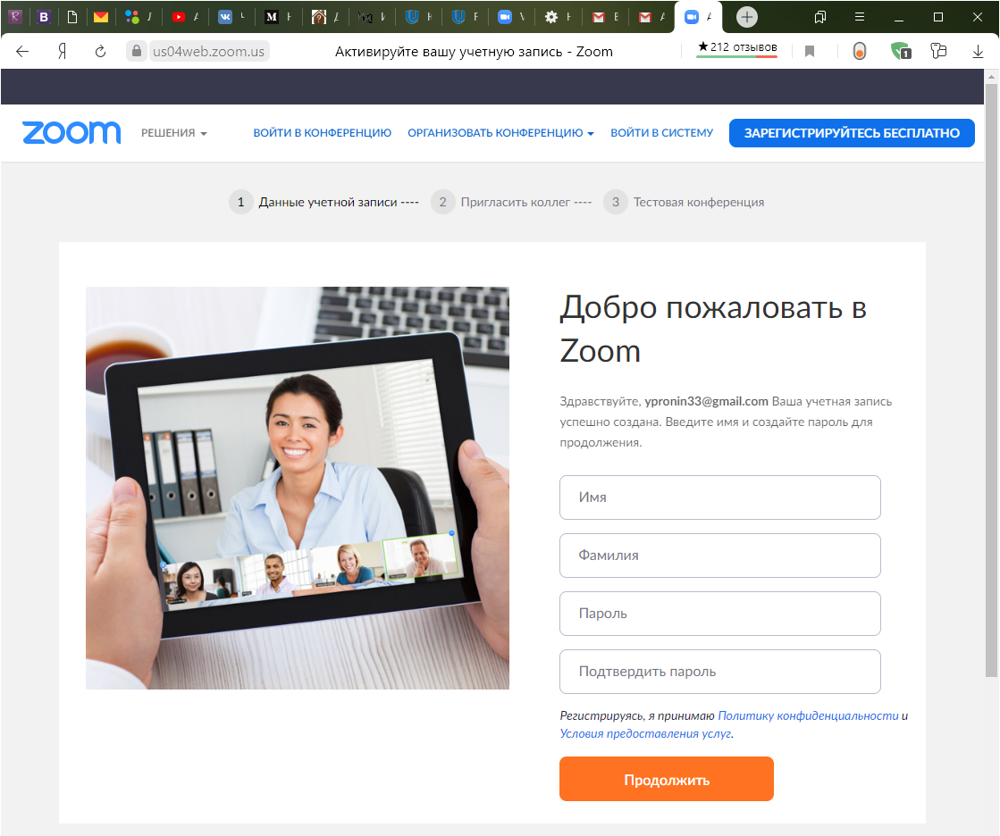 us04web.zoom.us
Активируйте вашу учетную запись - Zoom
★212 отзывов
1
zoom
РЕШЕНИЯ
ВОЙТИ В КОНФЕРЕНЦИЮ
ОРГАНИЗОВАТЬ КОНФЕРЕНЦИЮ
ВОЙТИ В СИСТЕМУ
ЗАРЕГИСТРИРУЙТЕСЬ БЕСПЛАТНО
1 Данные учетной записи ----
2 Пригласить коллег ----
3 Тестовая конференция
Добро пожаловать в
Zoom
Здравствуйте, ypronin33@gmail.com Ваша учетная запись
успешно создана. Введите имя и создайте пароль для
продолжения.
Имя
Фамилия
Пароль
Подтвердить пароль
Регистрируясь, я принимаю Политику конфиденциальности и
Условия предоставления услуг.
Продолжить